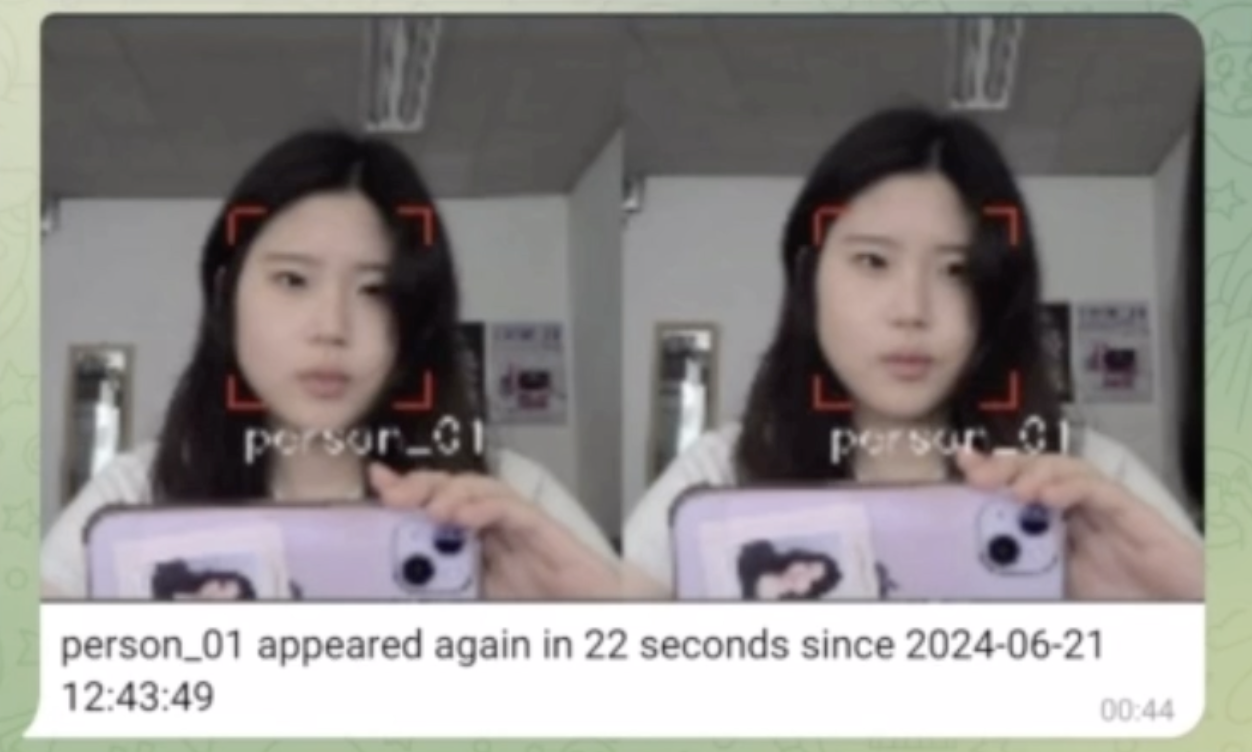 person_01
person_01
person_01 appeared again in 22 seconds since 2024-06-21
12:43:49
00:44